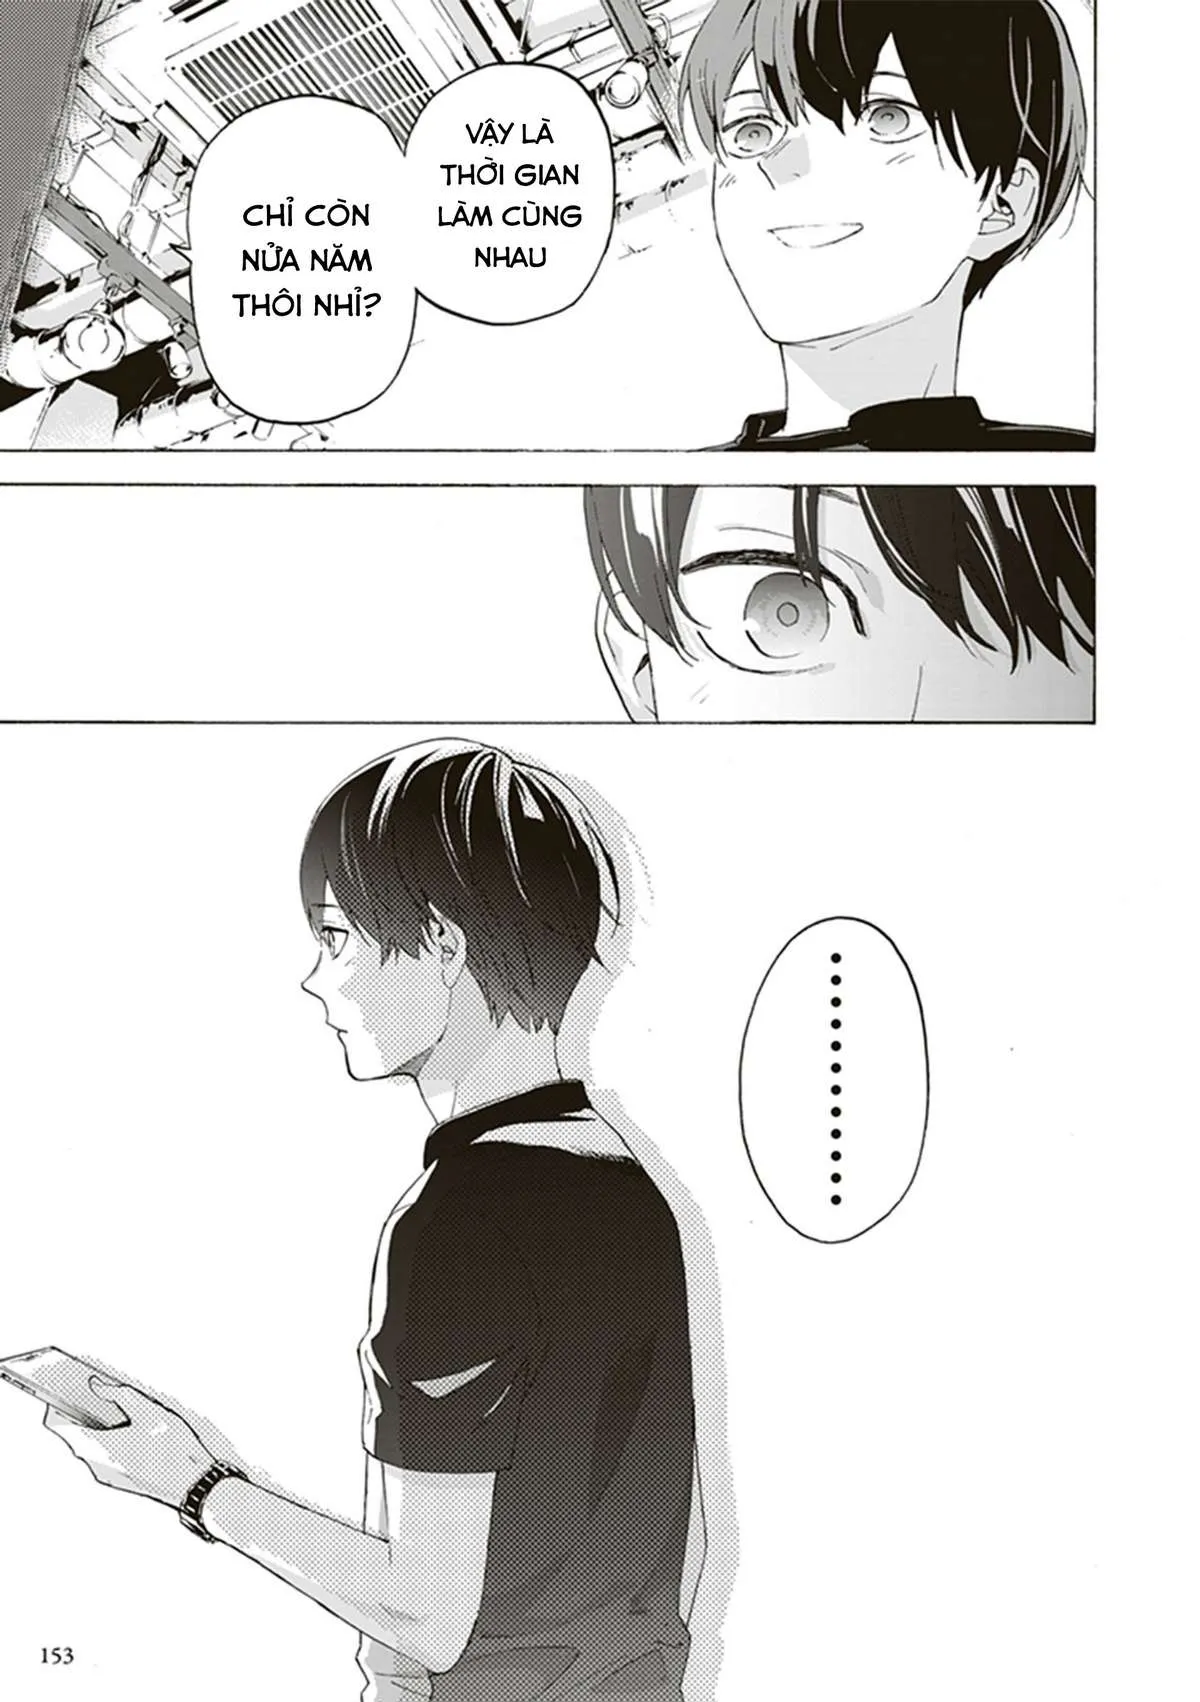 VẬY LÀ
THỜI GIAN
LÀM CÙNG
NHAU
CHỈ CÒN
NỬA NĂM
THÔI NHỈ?
............
153